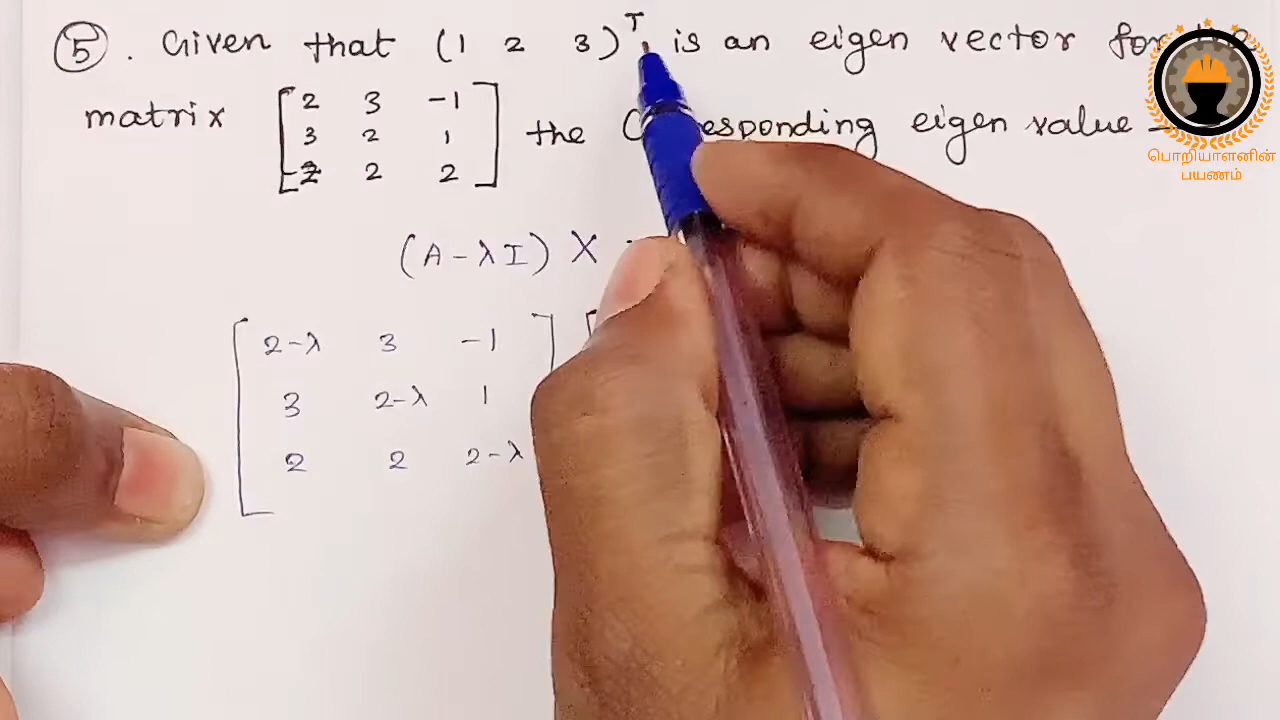 5. Given that (1 2 3)ᵀ is an eigen vector
matrix [2 3 -1
3 2 1
2 2 2] the esponding eigen value -
(A-λI) X
[2-λ 3 -1]
3 2-λ 1
2 2 2-λ
பொறியாளனின்
பயணம்